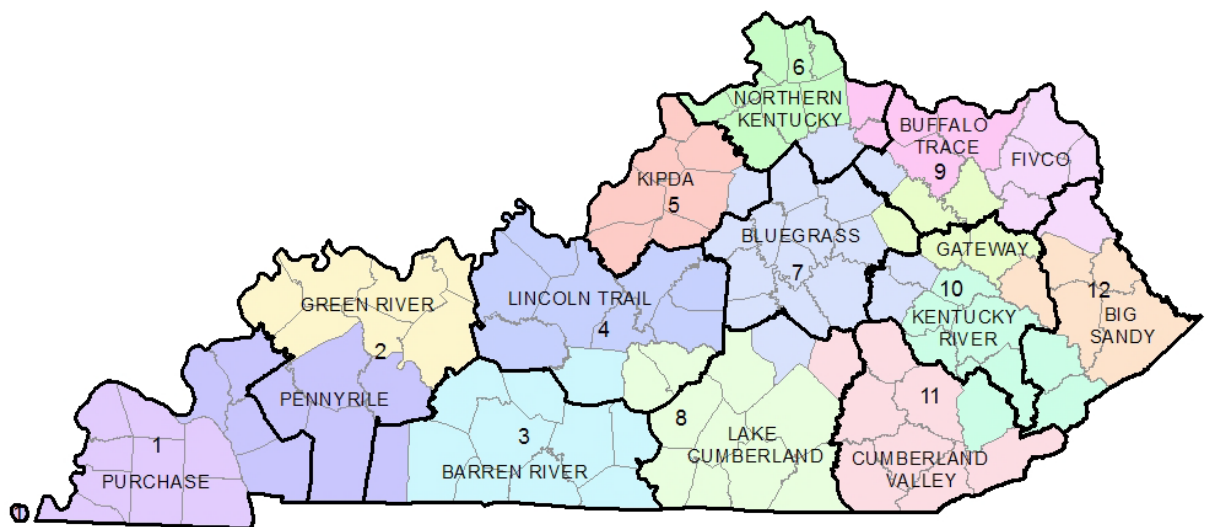 6
NORTHERN
KENTUCKY
BUFFALO
TRACE
9
FIVCO
KIPDA
5
BLUEGRASS
7
GATEWAY
10
KENTUCKY
RIVER
12
BIG
SANDY
GREEN RIVER
2
LINCOLN TRAIL
4
PENNYRILE
1
PURCHASE
3
BARREN RIVER
8
LAKE
CUMBERLAND
11
CUMBERLAND
VALLEY
1